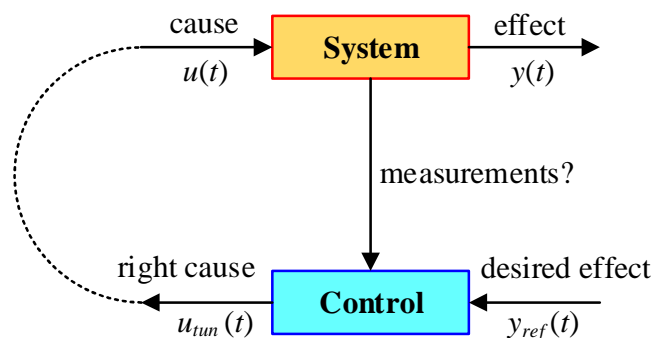 cause
System
effect
u(t)
y(t)
measurements?
right cause
Control
desired effect
u_tun (t)
y_ref (t)